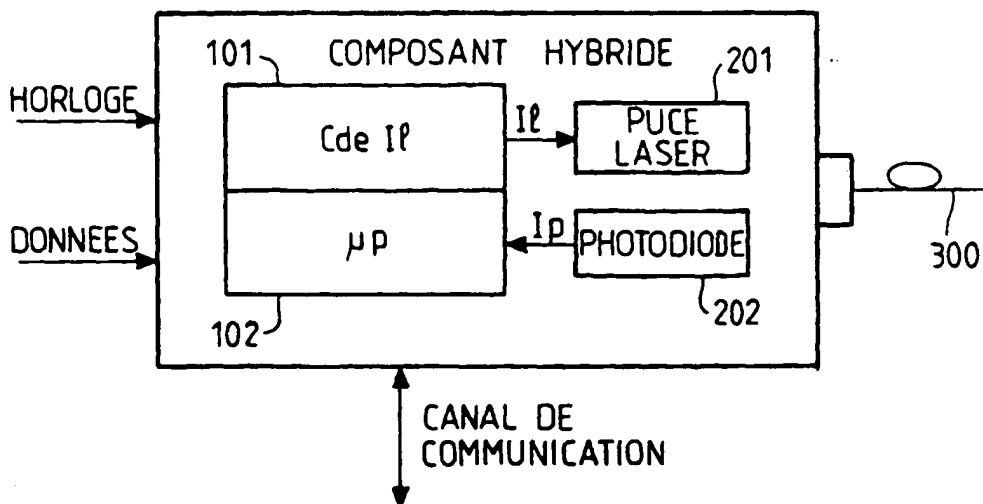 101
COMPOSANT HYBRIDE
201
HORLOGE
Cde Iℓ
Iℓ
PUCE
LASER
DONNEES
µp
Ip
PHOTODIODE
300
102
202
CANAL DE
COMMUNICATION